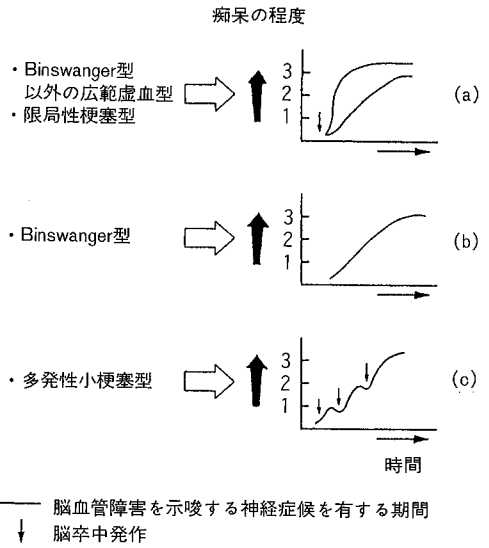 痴呆の程度
・Binswanger型
以外の広範虚血型
・限局性梗塞型
3
2
1
(a)
・Binswanger型
3
2
1
(b)
・多発性小梗塞型
3
2
1
(c)
時間
脳血管障害を示唆する神経症候を有する期間
脳卒中発作